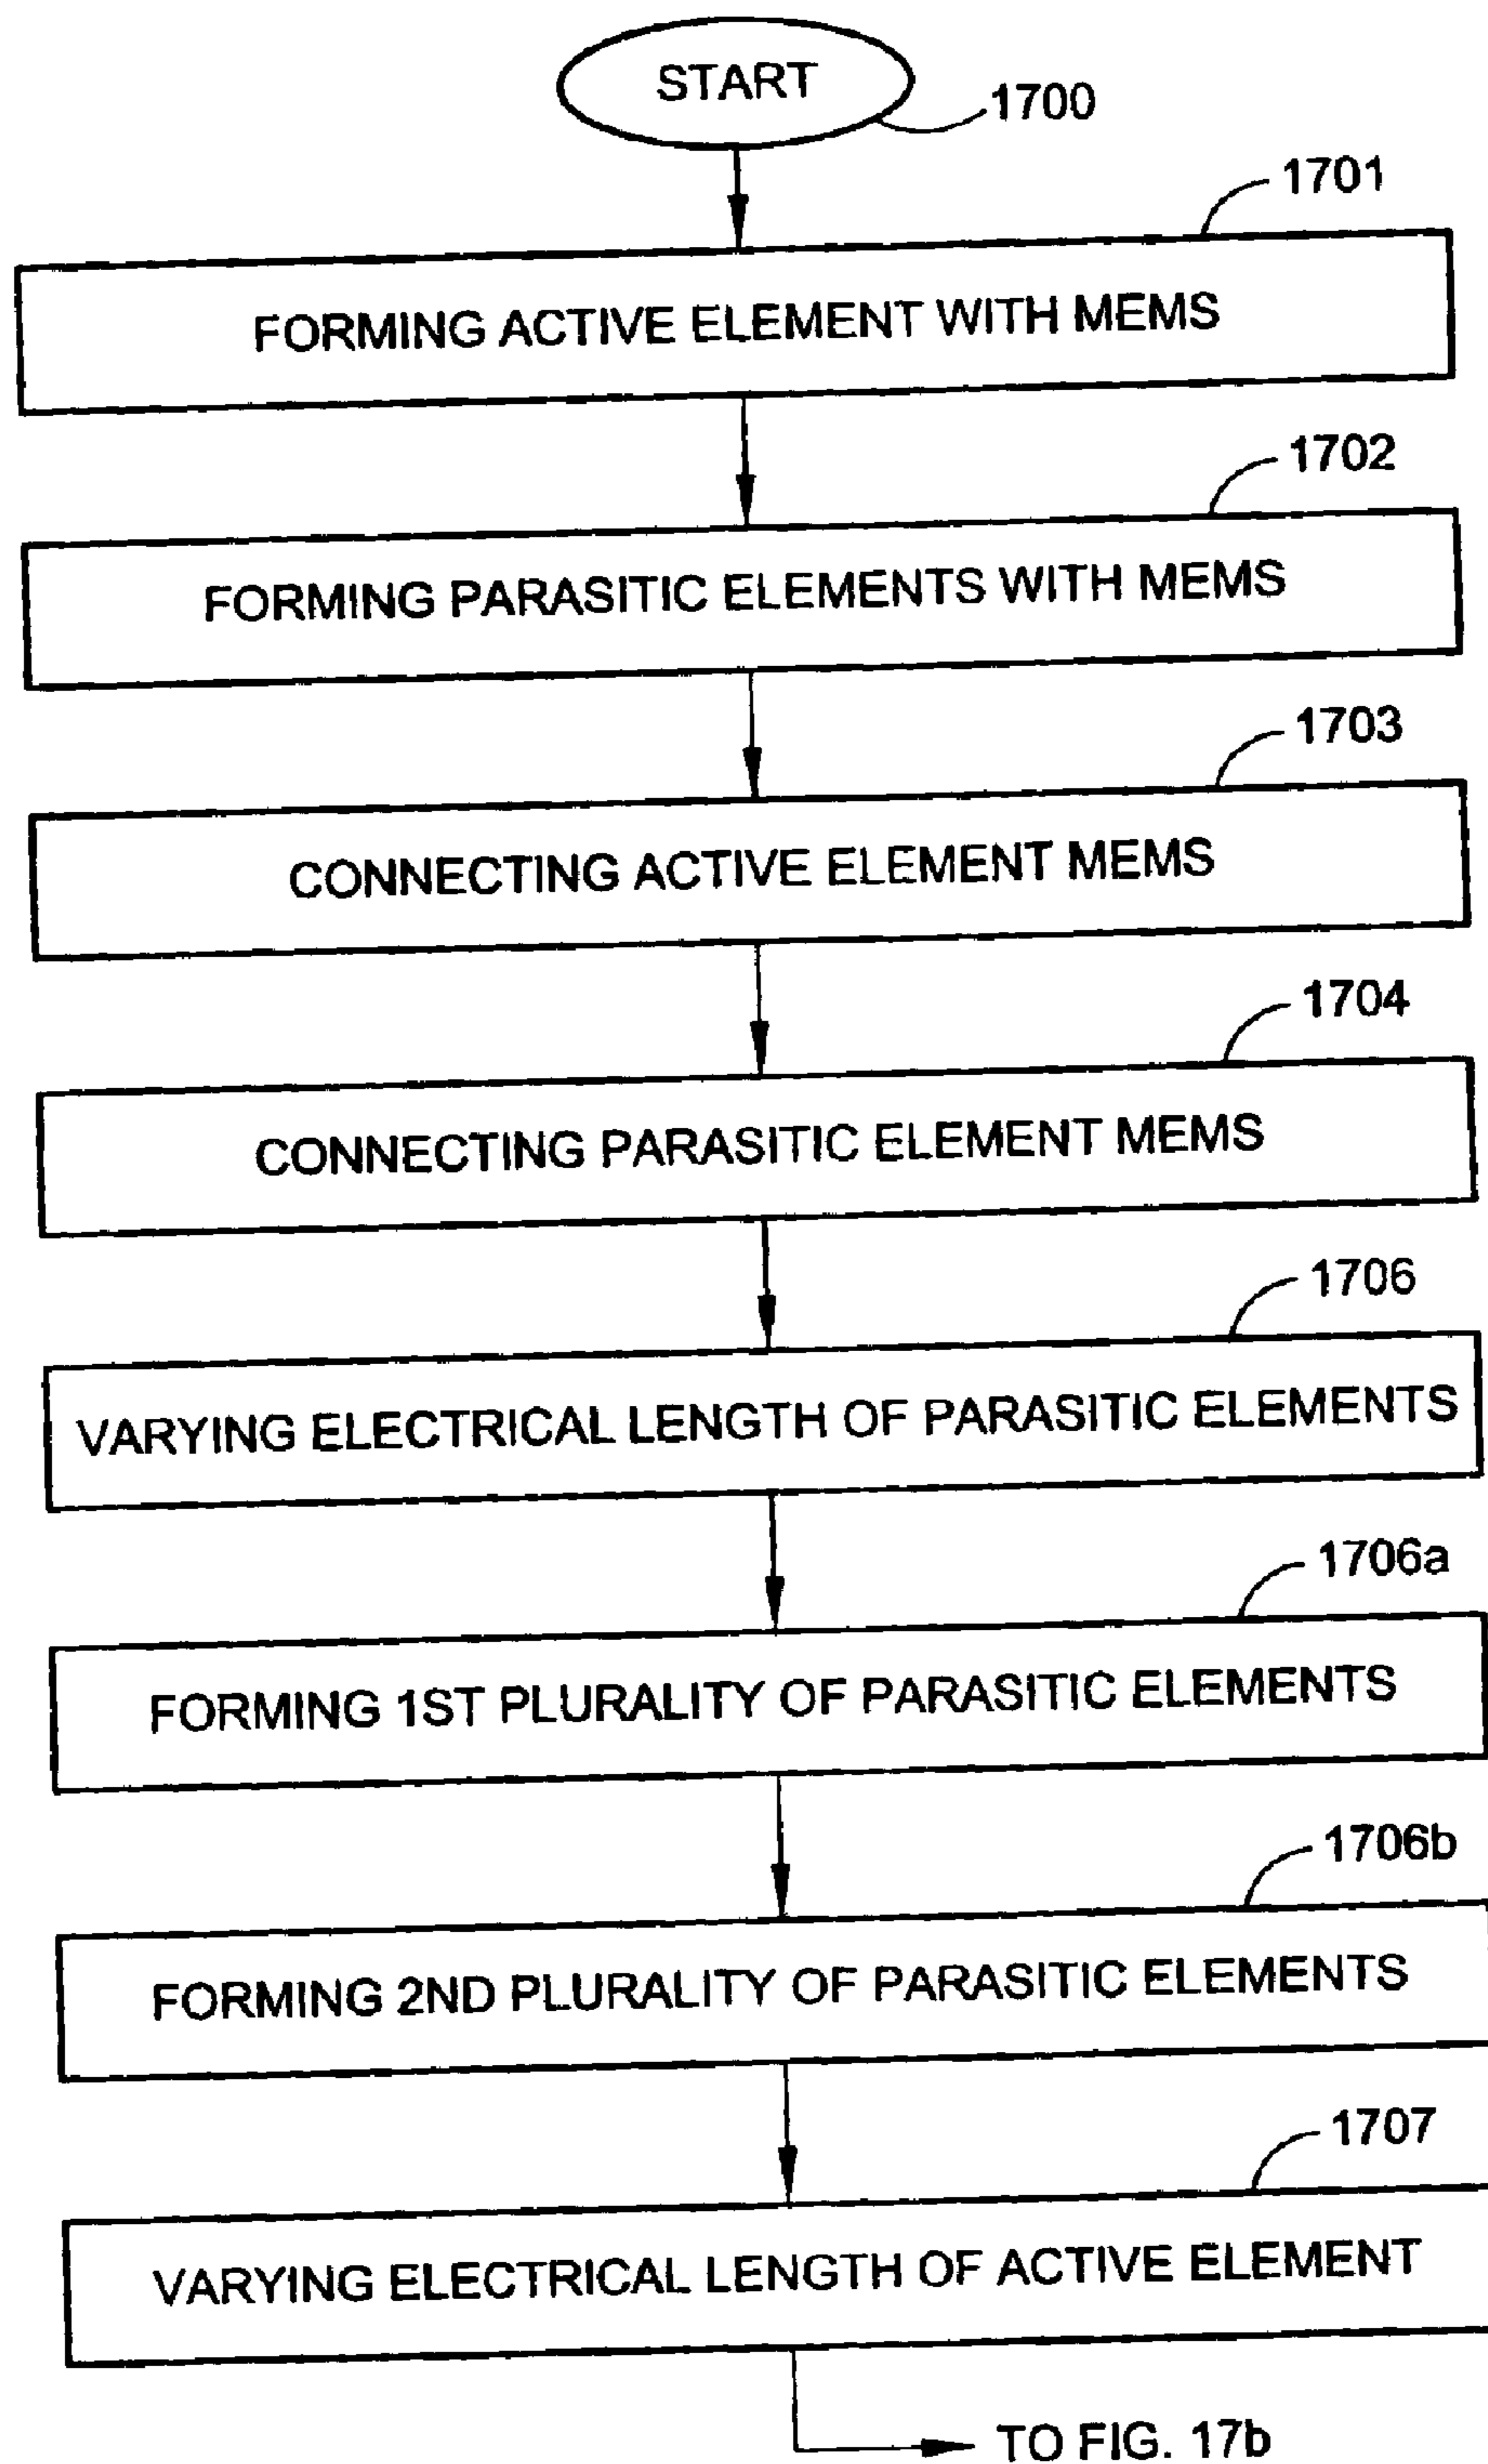 START
1700
1701
FORMING ACTIVE ELEMENT WITH MEMS
1702
FORMING PARASITIC ELEMENTS WITH MEMS
1703
CONNECTING ACTIVE ELEMENT MEMS
1704
CONNECTING PARASITIC ELEMENT MEMS
1706
VARYING ELECTRICAL LENGTH OF PARASITIC ELEMENTS
1706a
FORMING 1ST PLURALITY OF PARASITIC ELEMENTS
1706b
FORMING 2ND PLURALITY OF PARASITIC ELEMENTS
1707
VARYING ELECTRICAL LENGTH OF ACTIVE ELEMENT
TO FIG. 17b